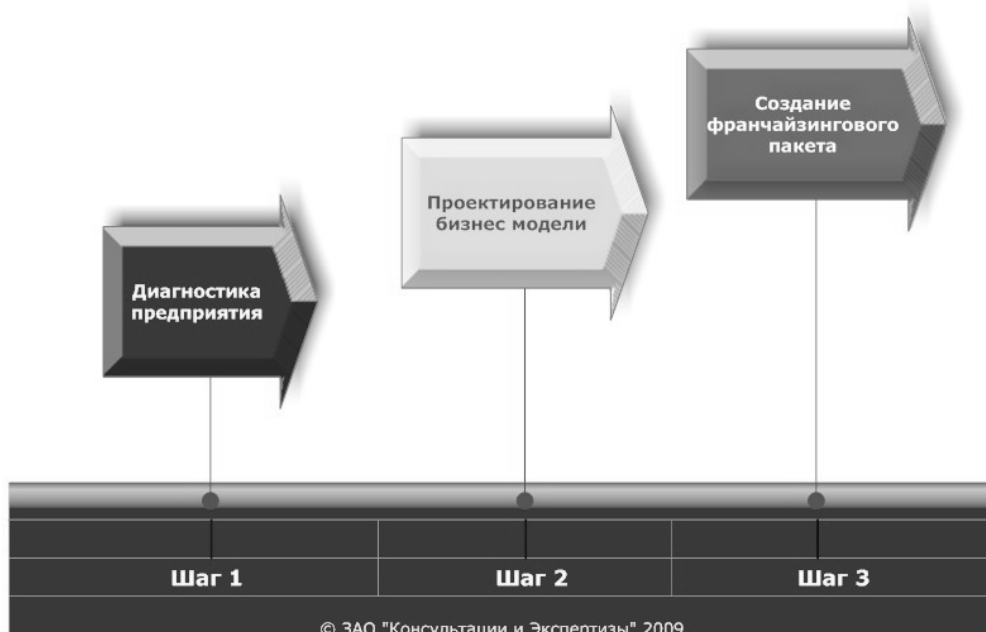 Создание
франчайзингового
пакета
Проектирование
бизнес модели
Диагностика
предприятия
Шаг 1
Шаг 2
Шаг 3
© ЗАО "Консультации и Экспертизы" 2009